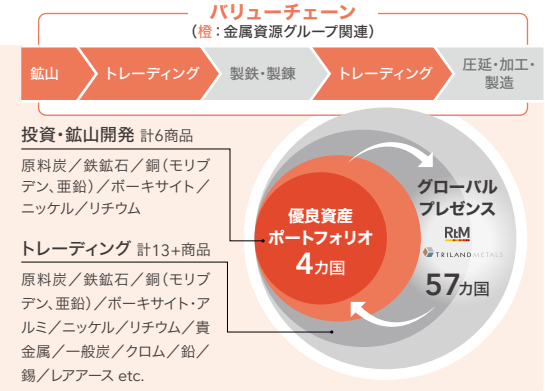 バリューチェーン
（橙：金属資源グループ関連）
鉱山
トレーディング
製鉄・製錬
トレーディング
圧延・加工・
製造
投資・鉱山開発 計6商品
原料炭／鉄鉱石／銅（モリブ
デン、亜鉛）／ボーキサイト／
ニッケル／リチウム
トレーディング 計13+商品
原料炭／鉄鉱石／銅（モリブ
デン、亜鉛）／ボーキサイト・ア
ルミ／ニッケル／リチウム／貴
金属／一般炭／クロム／鉛／
錫／レアアース etc.
優良資産
ポートフォリオ
4カ国
グローバル
プレゼンス
RtM
TRILAND METALS
57カ国